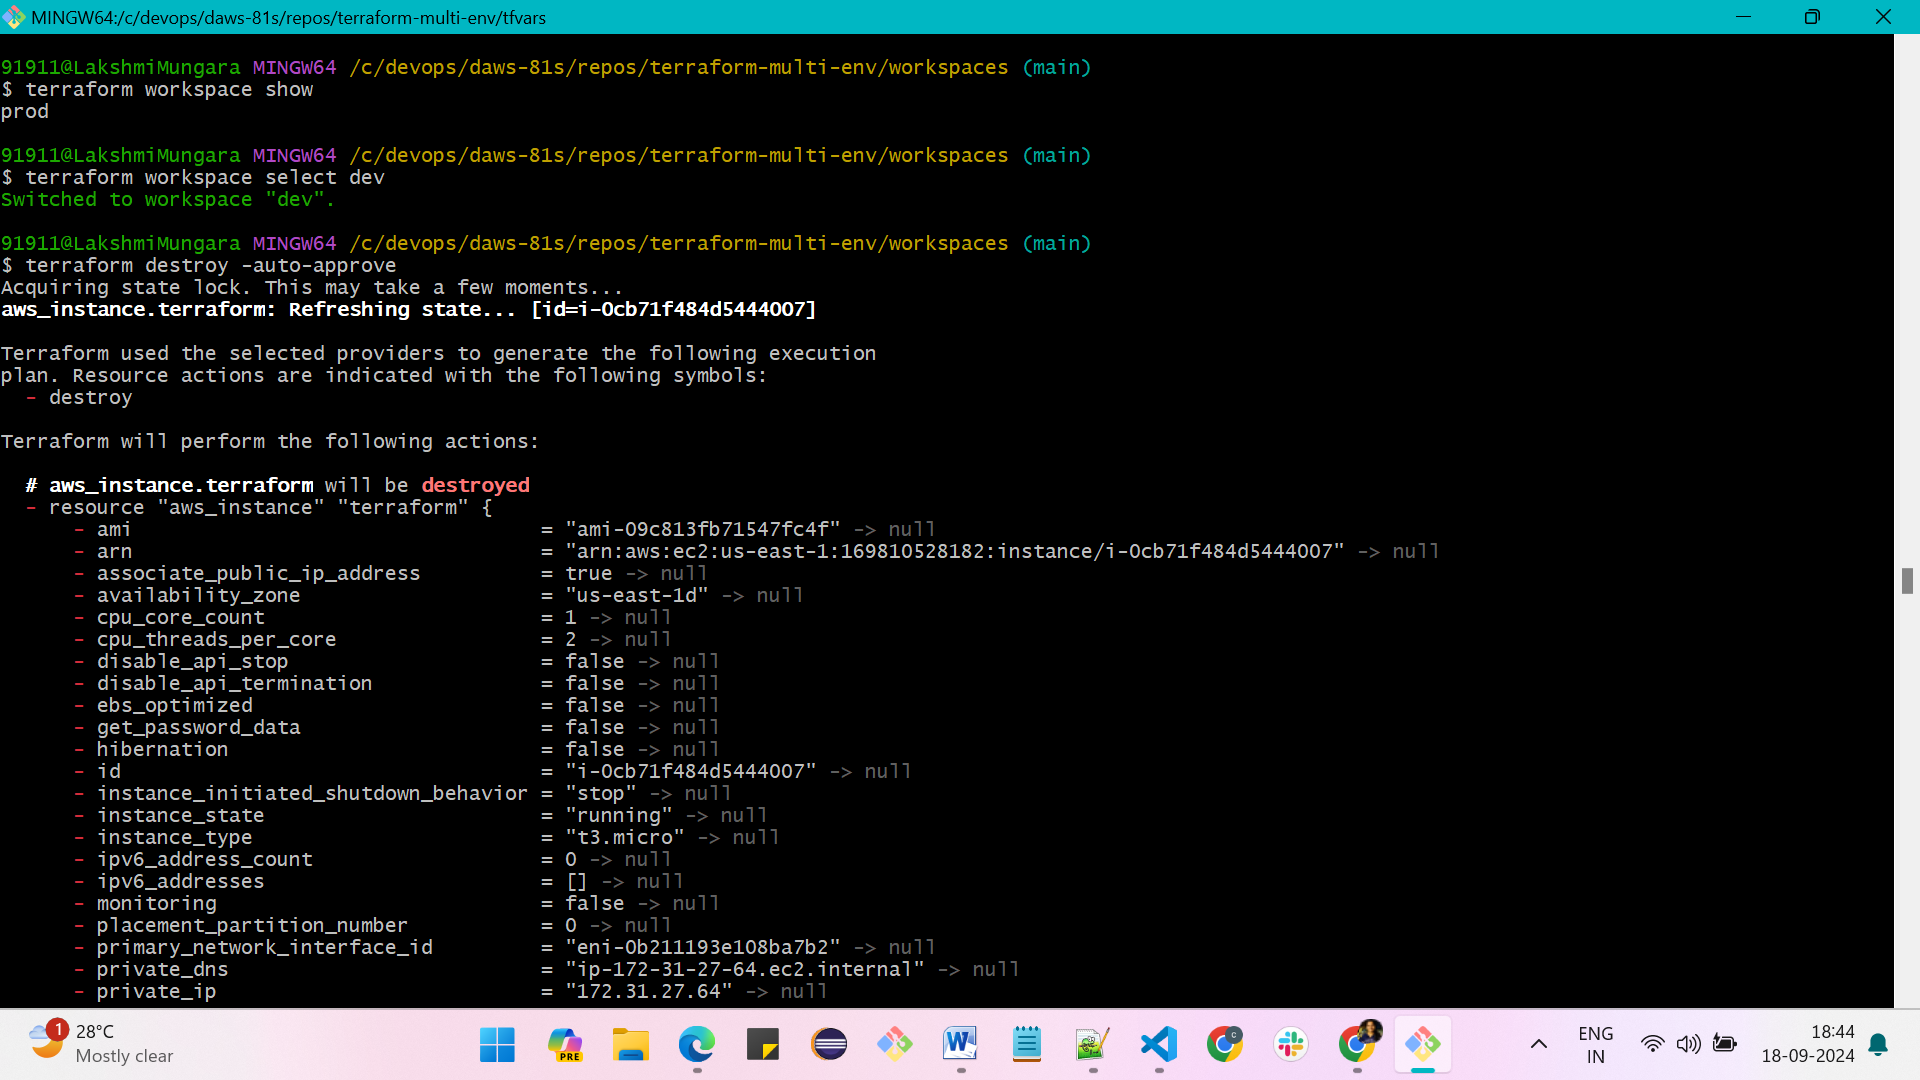 MINGW64:/c/devops/daws-81s/repos/terraform-multi-env/tfvars
91911@LakshmiMungara MINGW64 /c/devops/daws-81s/repos/terraform-multi-env/workspaces (main)
$ terraform workspace show
prod
91911@LakshmiMungara MINGW64 /c/devops/daws-81s/repos/terraform-multi-env/workspaces (main)
$ terraform workspace select dev
Switched to workspace "dev".
91911@LakshmiMungara MINGW64 /c/devops/daws-81s/repos/terraform-multi-env/workspaces (main)
$ terraform destroy -auto-approve
Acquiring state lock. This may take a few moments...
aws_instance.terraform: Refreshing state... [id=i-0cb71f484d5444007]
Terraform used the selected providers to generate the following execution
plan. Resource actions are indicated with the following symbols:
- destroy
Terraform will perform the following actions:
# aws_instance.terraform will be destroyed
- resource "aws_instance" "terraform" {
- ami = "ami-09c813fb71547fc4f" -> null
- arn = "arn:aws:ec2:us-east-1:169810528182:instance/i-0cb71f484d5444007" -> null
- associate_public_ip_address = true -> null
- availability_zone = "us-east-1d" -> null
- cpu_core_count = 1 -> null
- cpu_threads_per_core = 2 -> null
- disable_api_stop = false -> null
- disable_api_termination = false -> null
- ebs_optimized = false -> null
- get_password_data = false -> null
- hibernation = false -> null
- id = "i-0cb71f484d5444007" -> null
- instance_initiated_shutdown_behavior = "stop" -> null
- instance_state = "running" -> null
- instance_type = "t3.micro" -> null
- ipv6_address_count = 0 -> null
- ipv6_addresses = [] -> null
- monitoring = false -> null
- placement_partition_number = 0 -> null
- primary_network_interface_id = "eni-0b211193e108ba7b2" -> null
- private_dns = "ip-172-31-27-64.ec2.internal" -> null
- private_ip = "172.31.27.64" -> null
1
28°C
Mostly clear
PRE
W
C
ENG
IN
18:44
18-09-2024